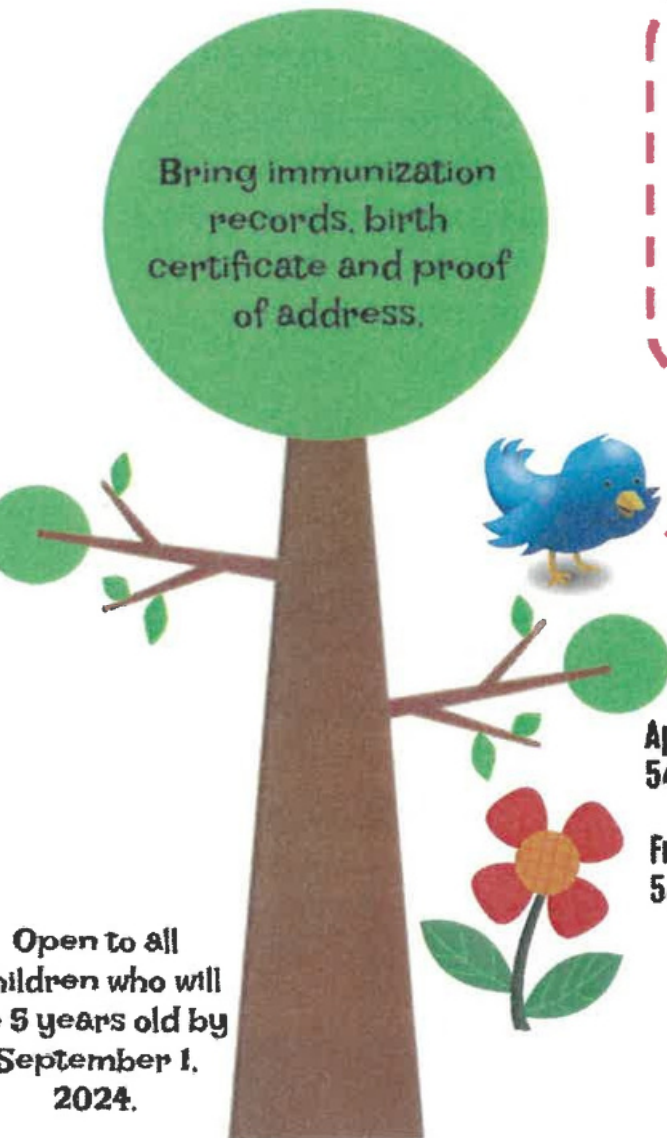 Bring immunization
records, birth
certificate and proof
of address.
Open to all
hildren who will
5 years old by
September 1,
2024.